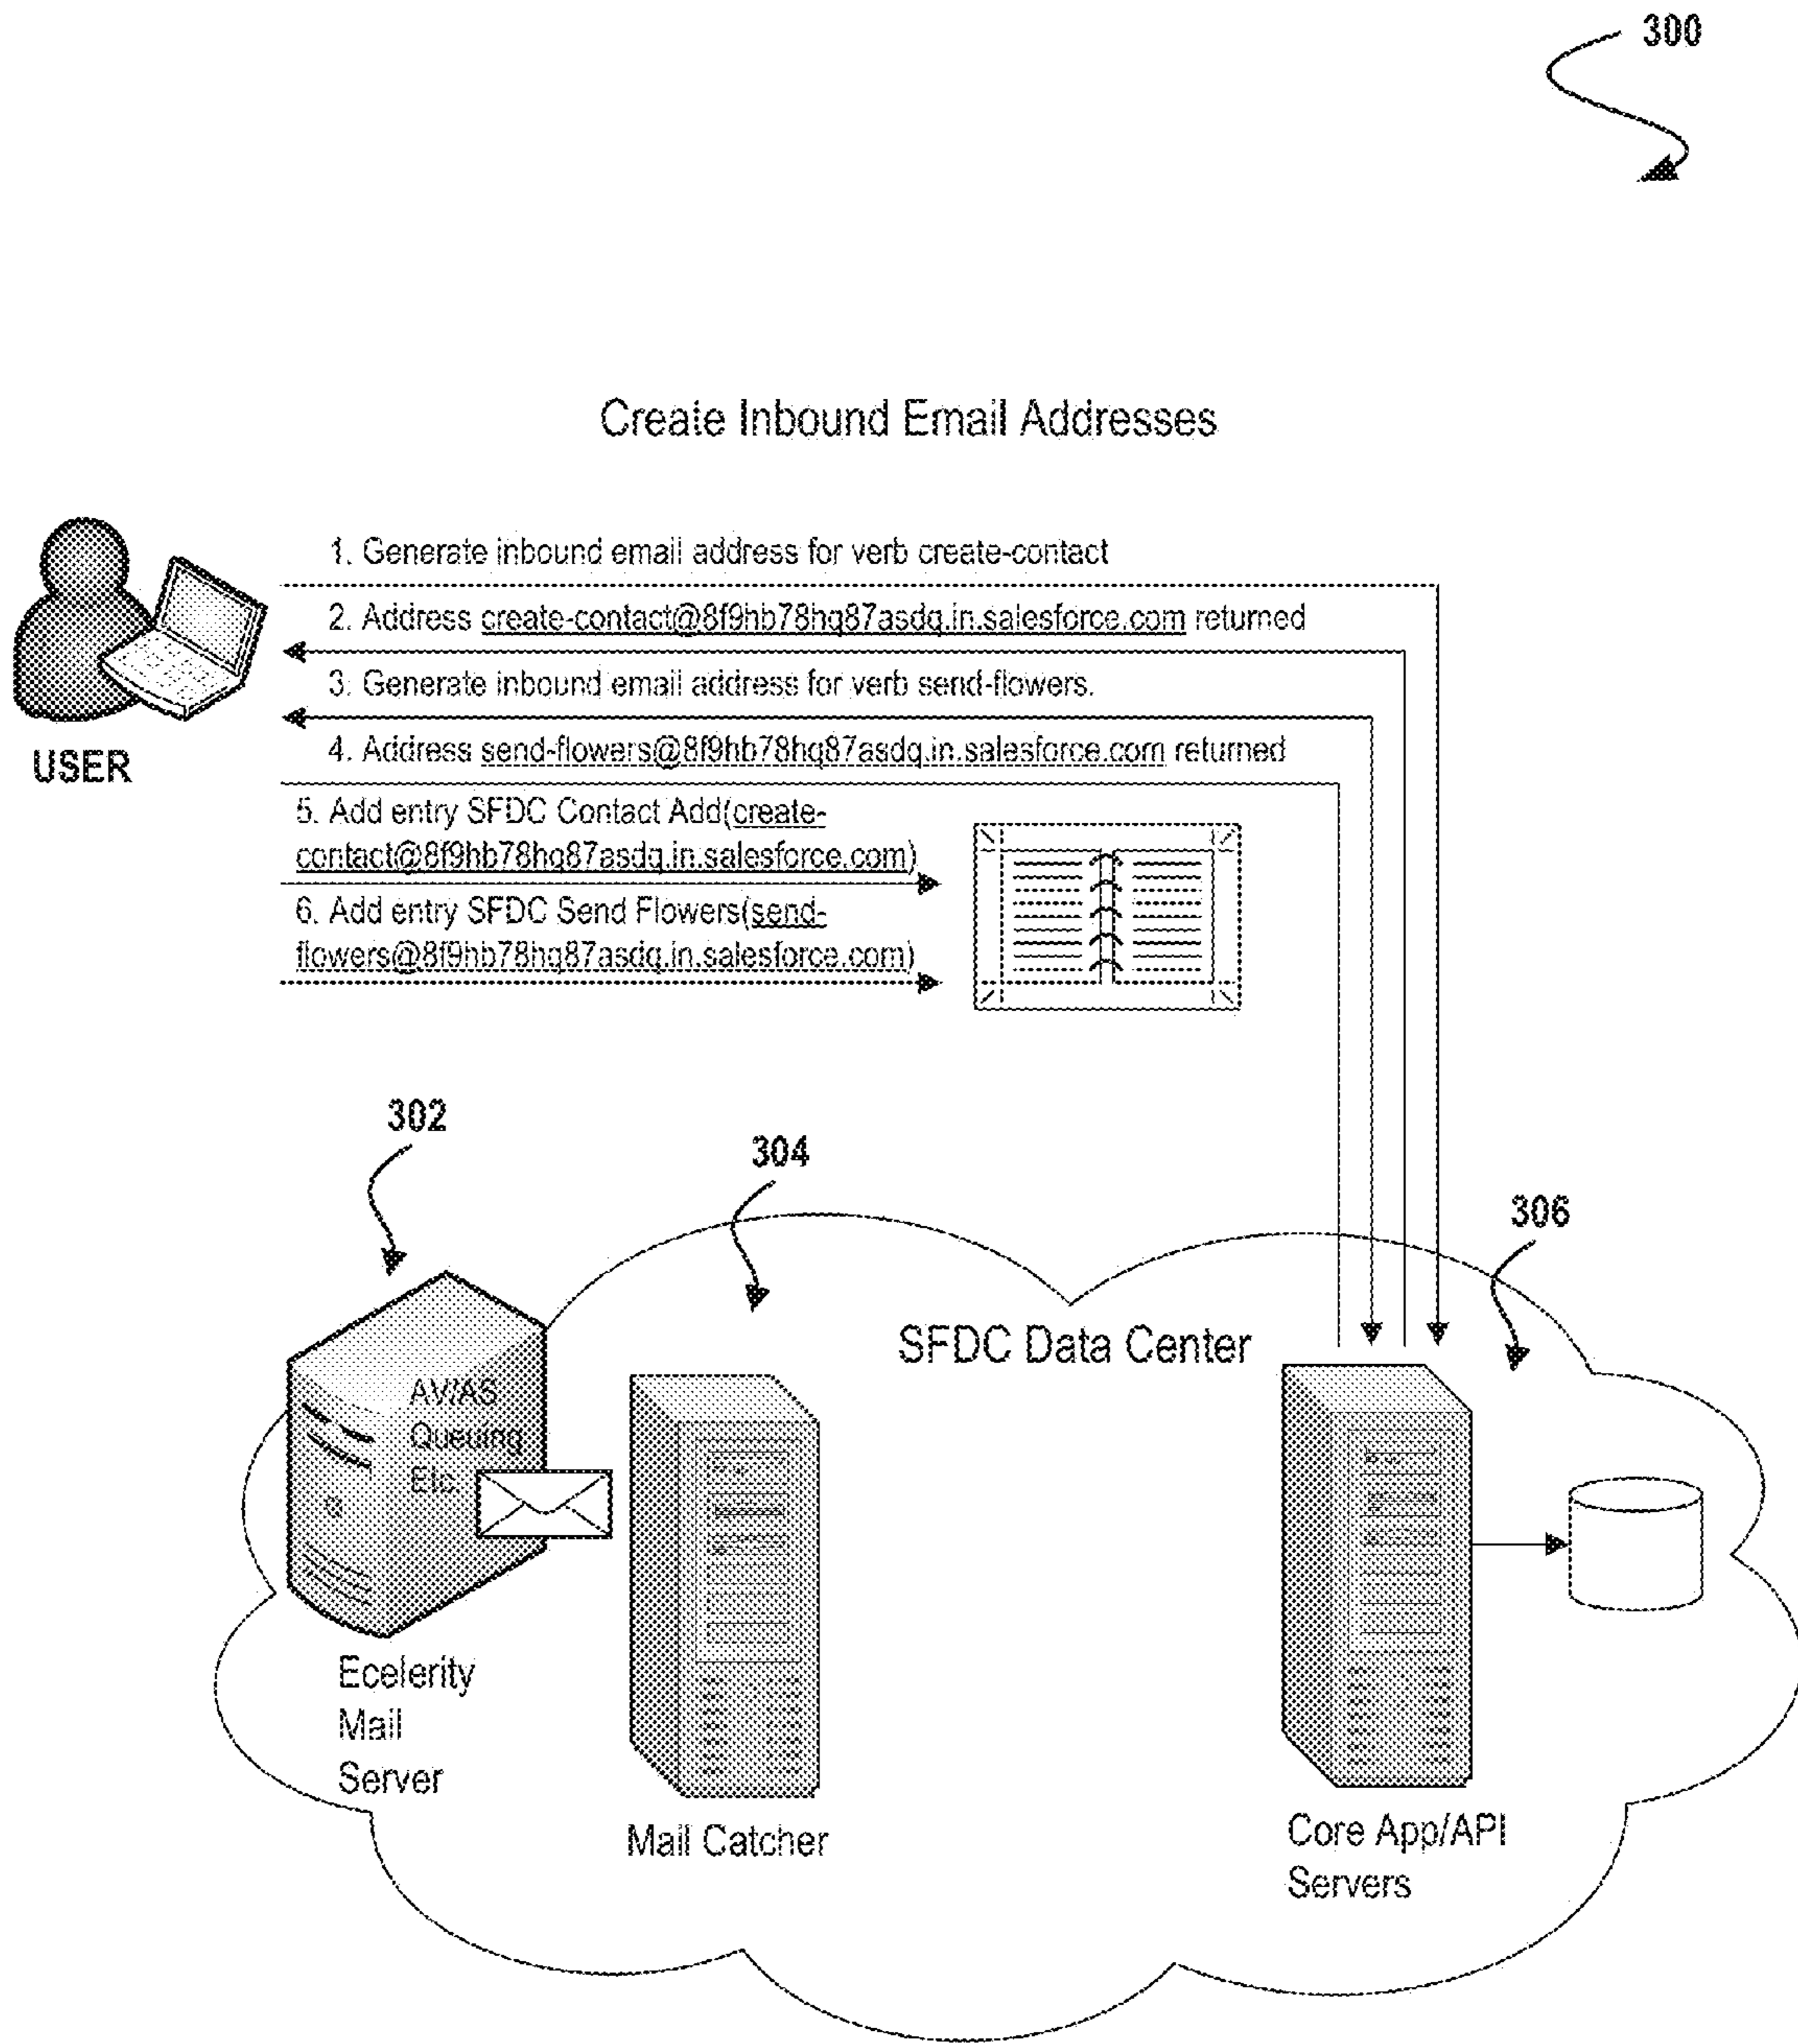 300
Create Inbound Email Addresses
1. Generate inbound email address for verb create-contact
2. Address create-contact@8f9hb78hq87asdq.in.salesforce.com returned
3. Generate inbound email address for verb send-flowers.
4. Address send-flowers@8f9hb78hq87asdq.in.salesforce.com returned
USER
5. Add entry SFDC Contact Add(create-
contact@8f9hb78hq87asdq.in.salesforce.com)
6. Add entry SFDC Send Flowers(send-
flowers@8f9hb78hq87asdq.in.salesforce.com)
302
304
306
SFDC Data Center
AV/AS
Queuing
Etc.
Ecelerity
Mail
Server
Mail Catcher
Core App/API
Servers